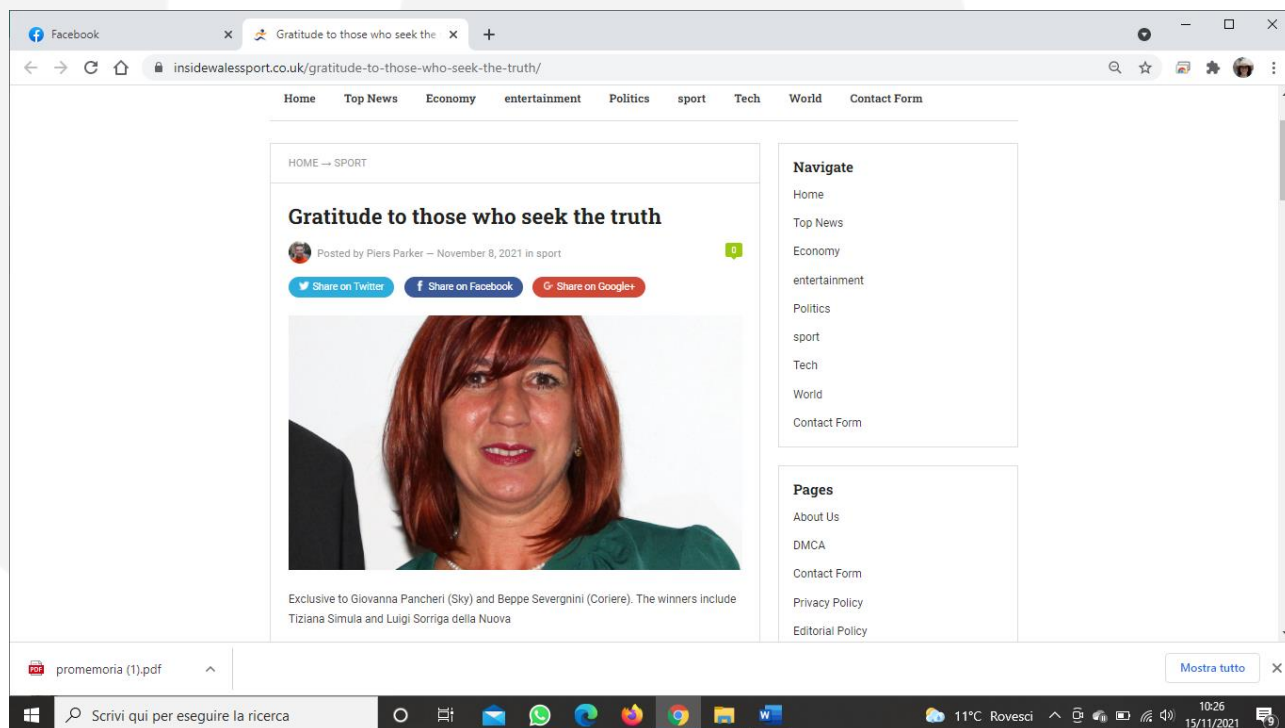 Facebook
Gratitude to those who seek the
insidewalessport.co.uk/gratitude-to-those-who-seek-the-truth/
Home Top News Economy entertainment Politics sport Tech World Contact Form
HOME → SPORT
Gratitude to those who seek the truth
Posted by Piers Parker — November 8, 2021 in sport
0
Share on Twitter
Share on Facebook
G+ Share on Google+
Exclusive to Giovanna Pancheri (Sky) and Beppe Severgnini (Coriere). The winners include
Tiziana Simula and Luigi Sorriga della Nuova
Navigate
Home
Top News
Economy
entertainment
Politics
sport
Tech
World
Contact Form
Pages
About Us
DMCA
Contact Form
Privacy Policy
Editorial Policy
PDF
promemoria (1).pdf
Mostra tutto
Scrivi qui per eseguire la ricerca
11°C Rovesci
10:26
15/11/2021